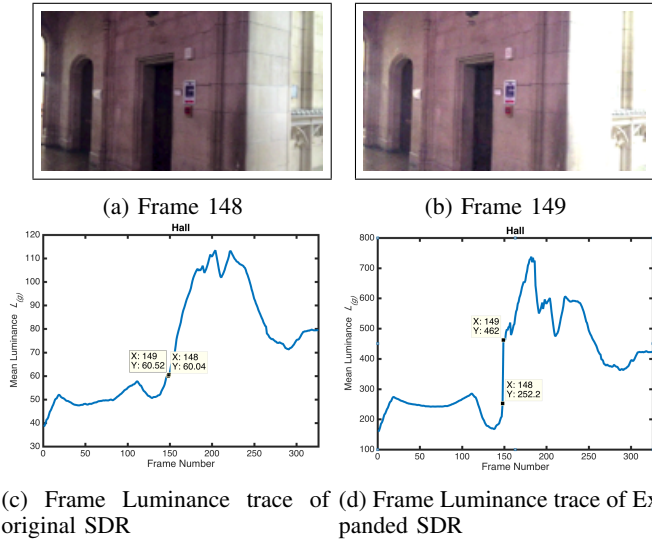 (a) Frame 148
(b) Frame 149
Hall
120
110
100
90
80
70
60
50
40
30
Mean Luminance L(g)
X: 149
Y: 60.52
X: 148
Y: 60.04
0 50 100 150 200 250 300
Frame Number
Hall
800
700
600
500
400
300
200
100
Mean Luminance L(g)
X: 149
Y: 462
X: 148
Y: 252.2
0 50 100 150 200 250 300
Frame Number
(c) Frame Luminance trace of
original SDR
(d) Frame Luminance trace of Ex
panded SDR